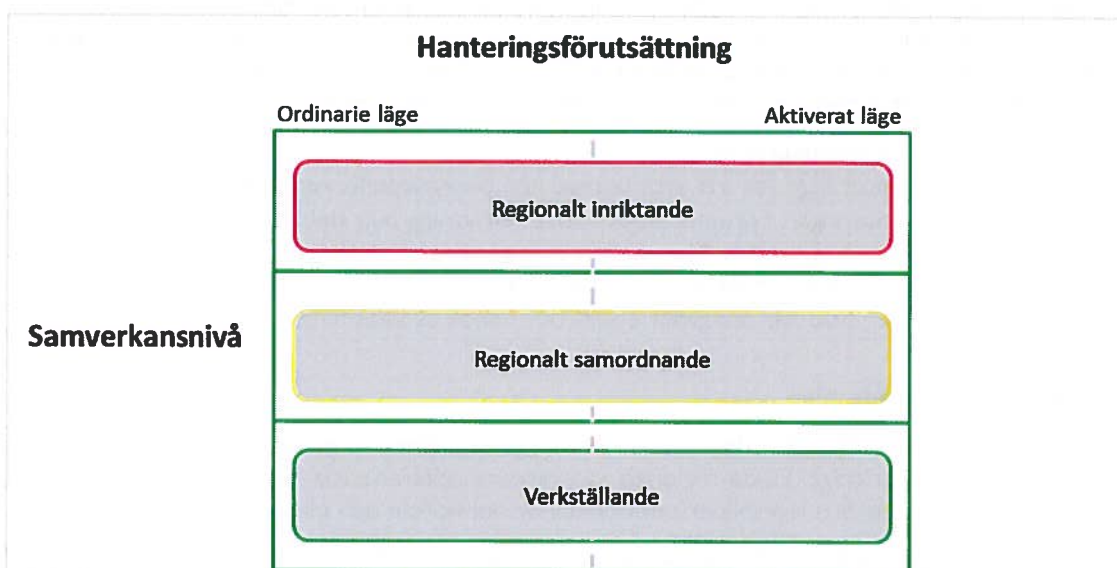 Hanteringsförutsättning
Ordinarie läge Aktiverat läge
Regionalt inriktande
Samverkansnivå
Regionalt samordnande
Verkställande